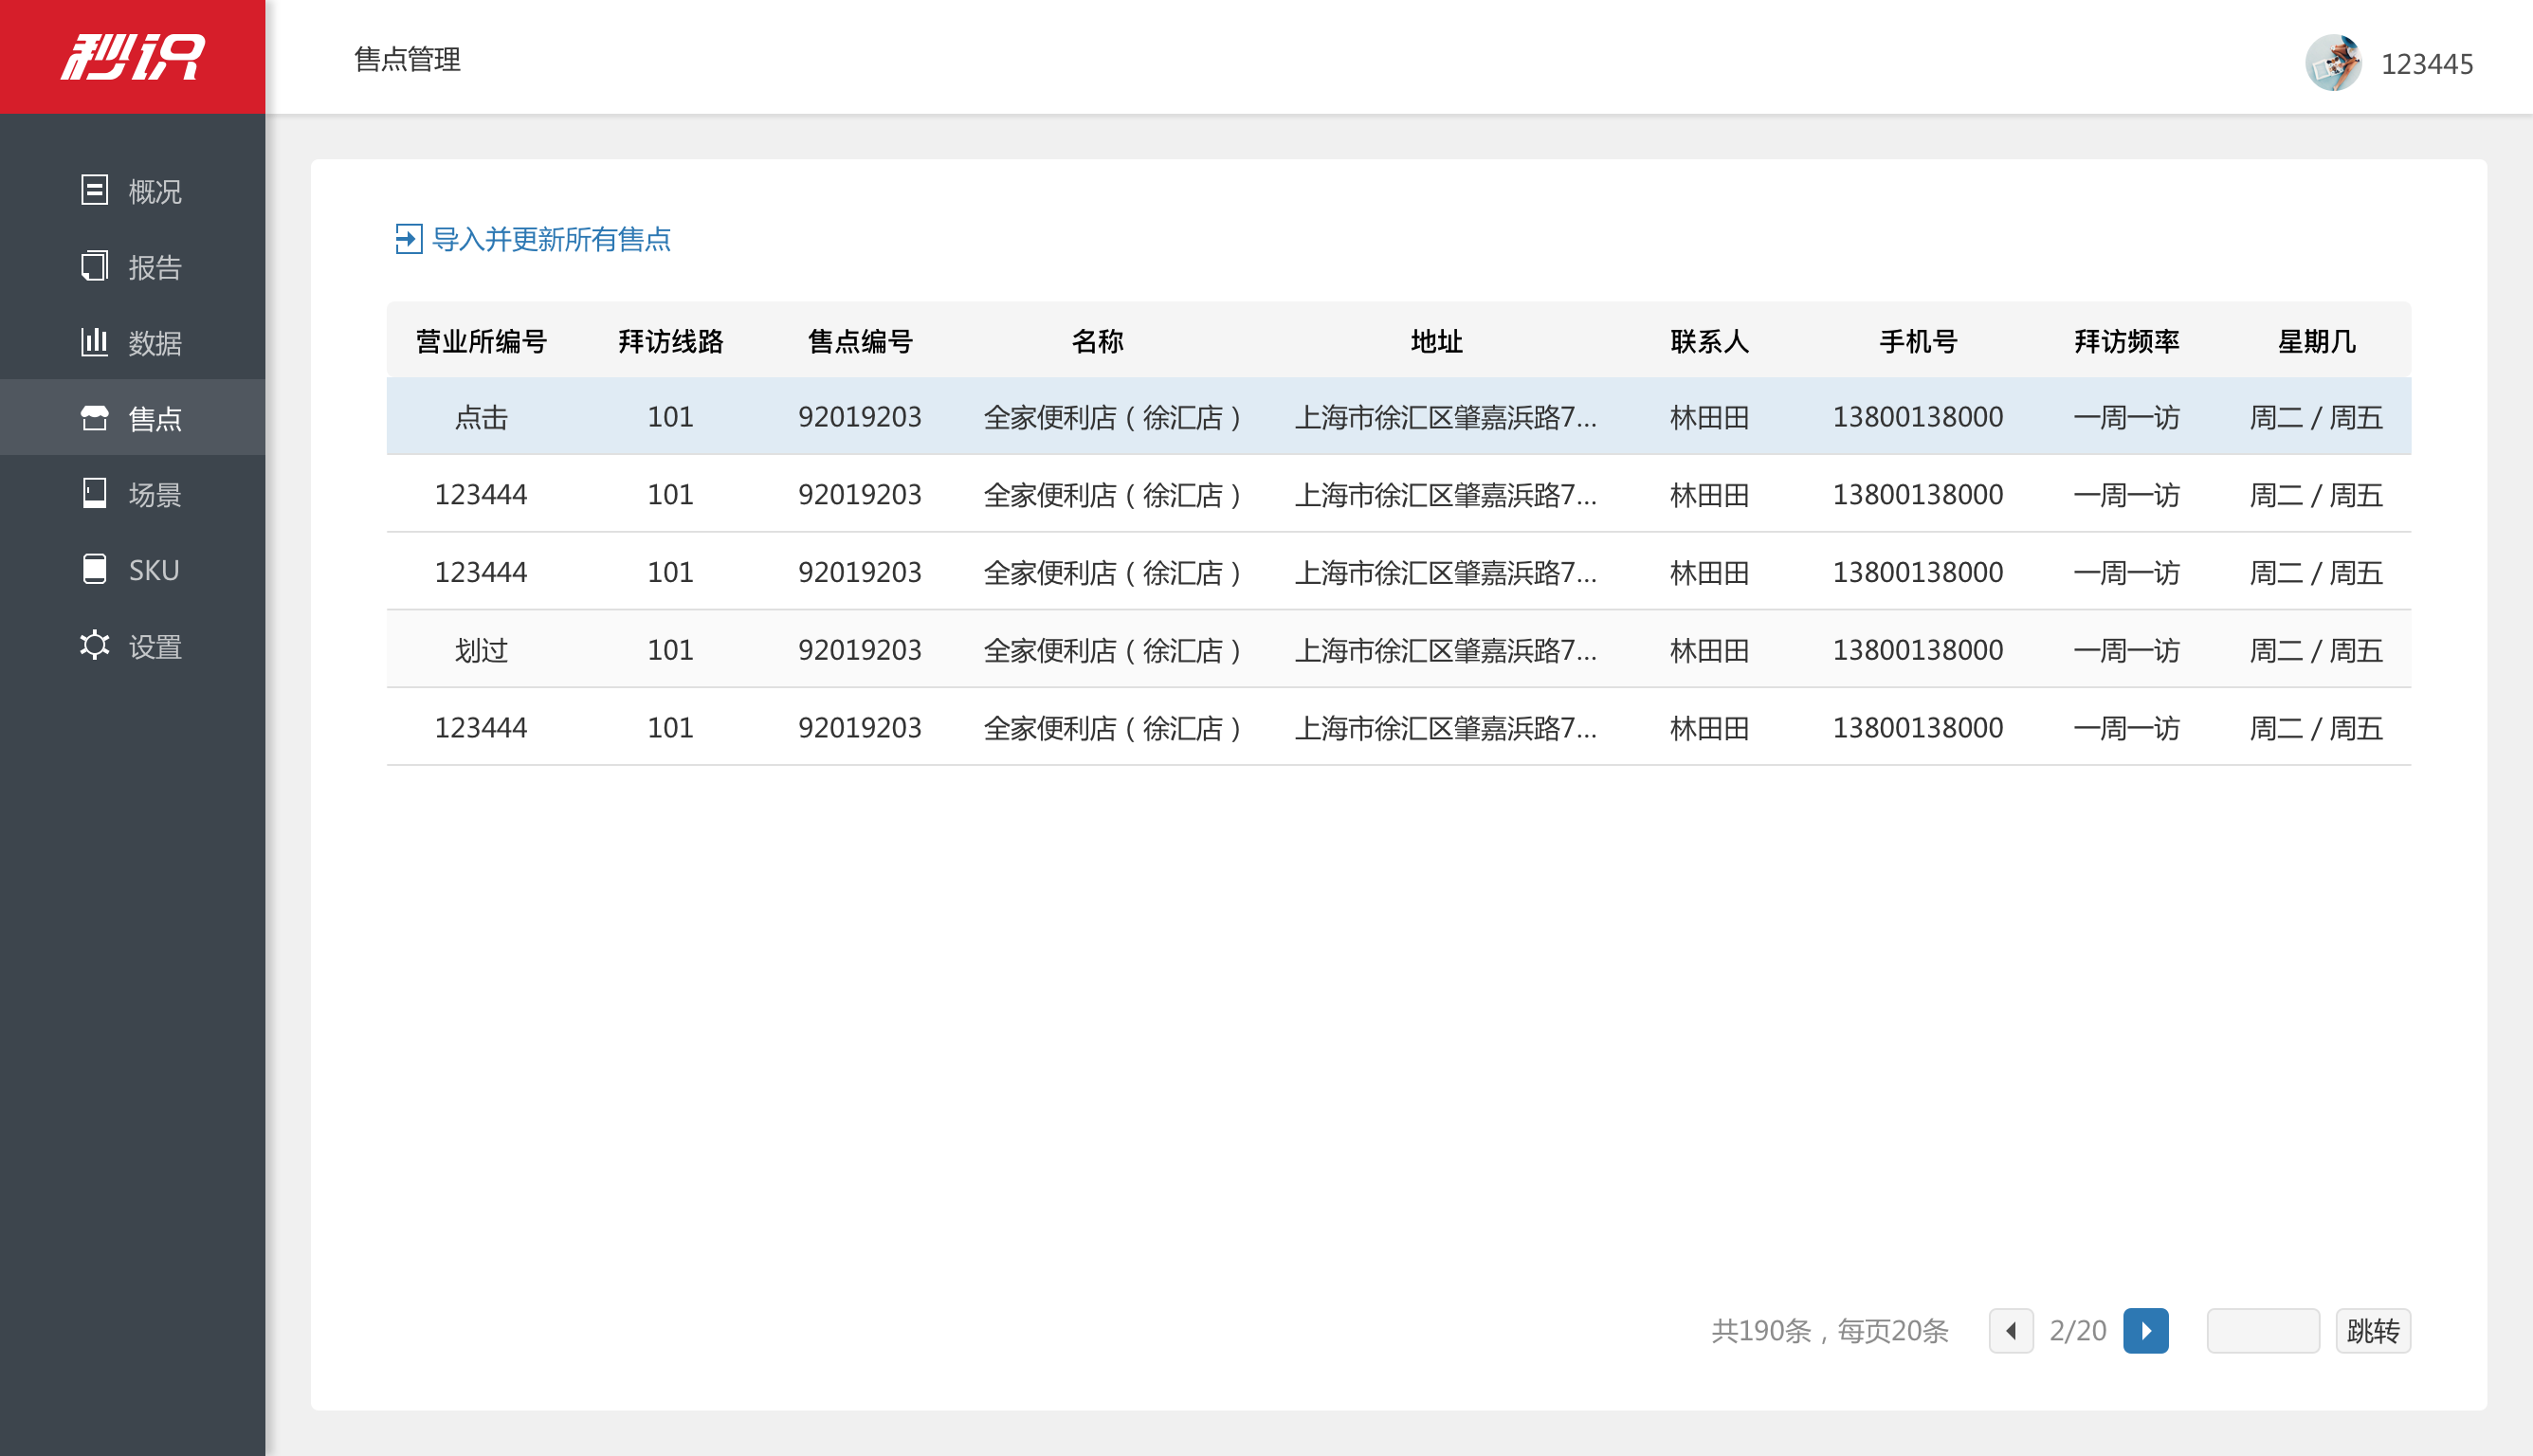 秒识
售点管理
123445
概况
报告
数据
售点
场景
SKU
设置
导入并更新所有售点
营业所编号 拜访线路 售点编号 名称 地址 联系人 手机号 拜访频率 星期几
点击 101 92019203 全家便利店（徐汇店） 上海市徐汇区肇嘉浜路7... 林田田 13800138000 一周一访 周二 / 周五
123444 101 92019203 全家便利店（徐汇店） 上海市徐汇区肇嘉浜路7... 林田田 13800138000 一周一访 周二 / 周五
123444 101 92019203 全家便利店（徐汇店） 上海市徐汇区肇嘉浜路7... 林田田 13800138000 一周一访 周二 / 周五
划过 101 92019203 全家便利店（徐汇店） 上海市徐汇区肇嘉浜路7... 林田田 13800138000 一周一访 周二 / 周五
123444 101 92019203 全家便利店（徐汇店） 上海市徐汇区肇嘉浜路7... 林田田 13800138000 一周一访 周二 / 周五
共190条，每页20条 2/20 跳转